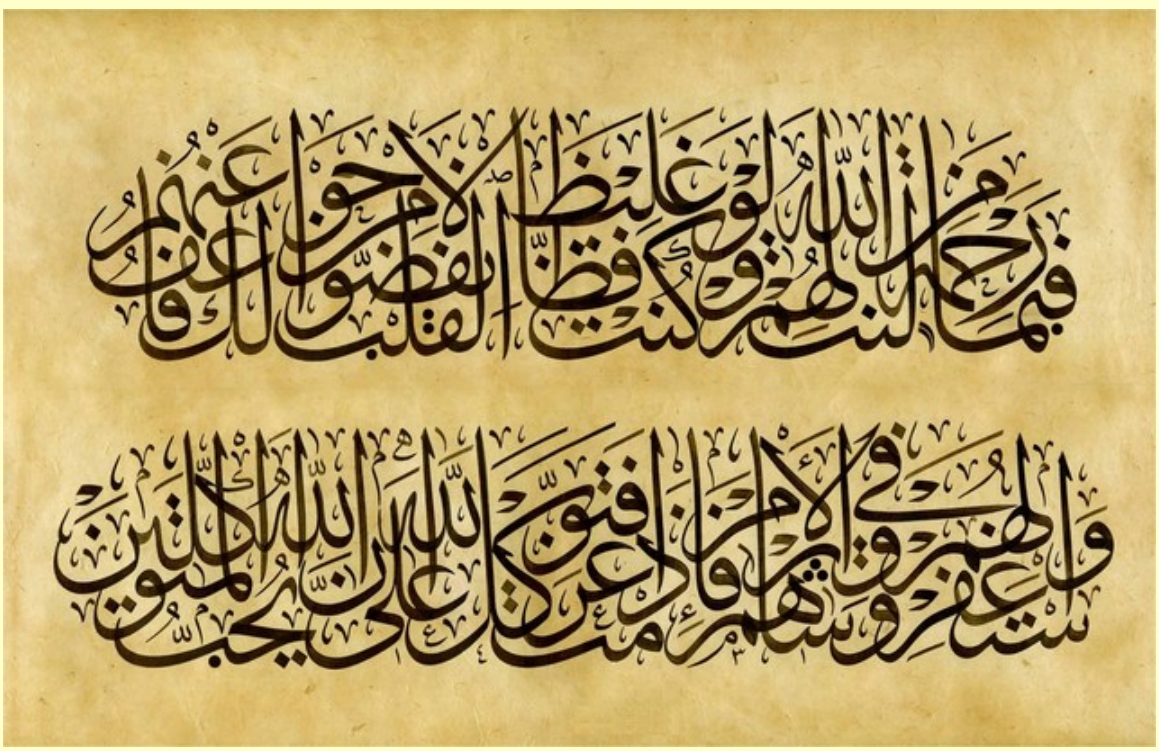 فبما رحمة من الله لنت لهم ولو كنت فظا غليظ القلب لانفضوا من حولك فاعف عنهم
واستغفر لهم وشاورهم في الأمر فإذا عزمت فتوكل على الله إن الله يحب المتوكلين